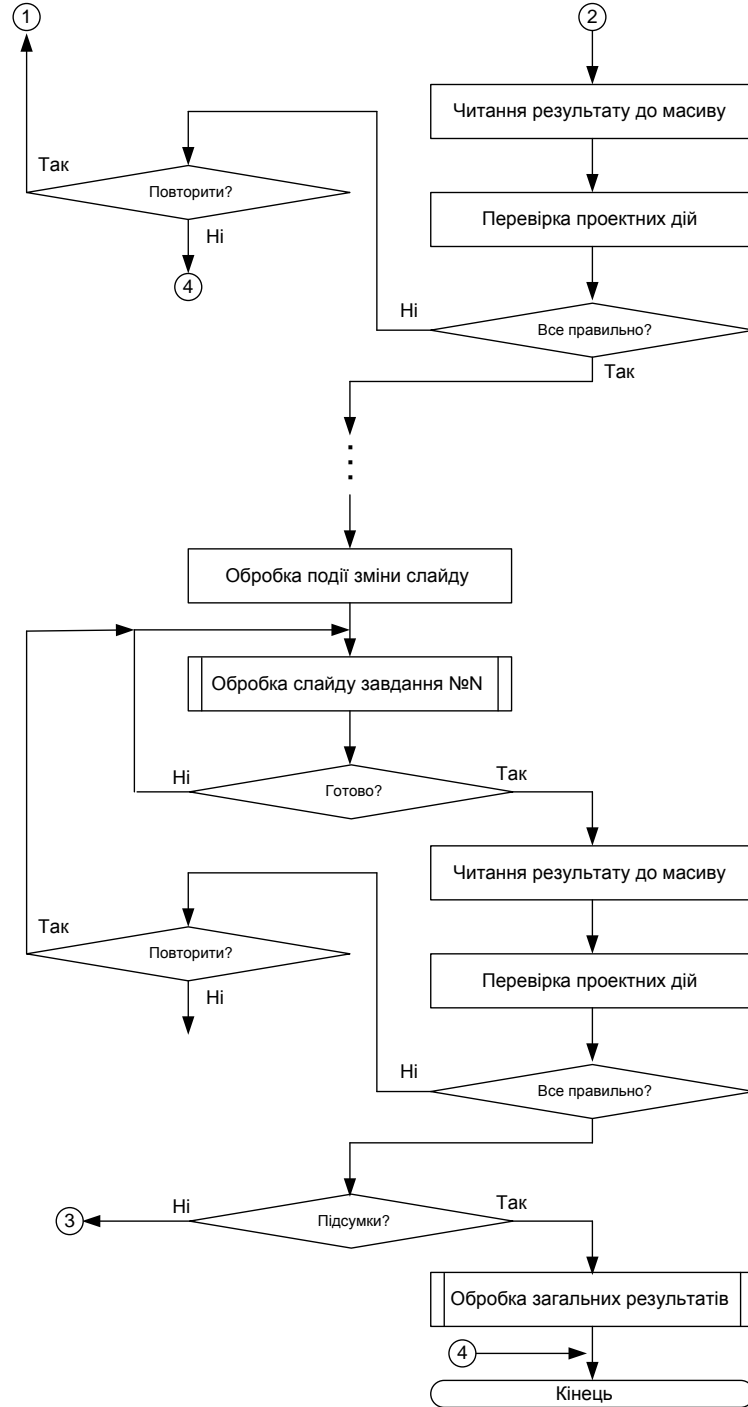 1
2
Читання результату до масиву
Так
Повторити?
Перевірка проектних дій
Ні
4
Ні
Все правильно?
Так
Обробка події зміни слайду
Обробка слайду завдання №N
Ні
Так
Готово?
Читання результату до масиву
Так
Повторити?
Перевірка проектних дій
Ні
Ні
Все правильно?
Ні
Так
3
Підсумки?
Обробка загальних результатів
4
Кінець